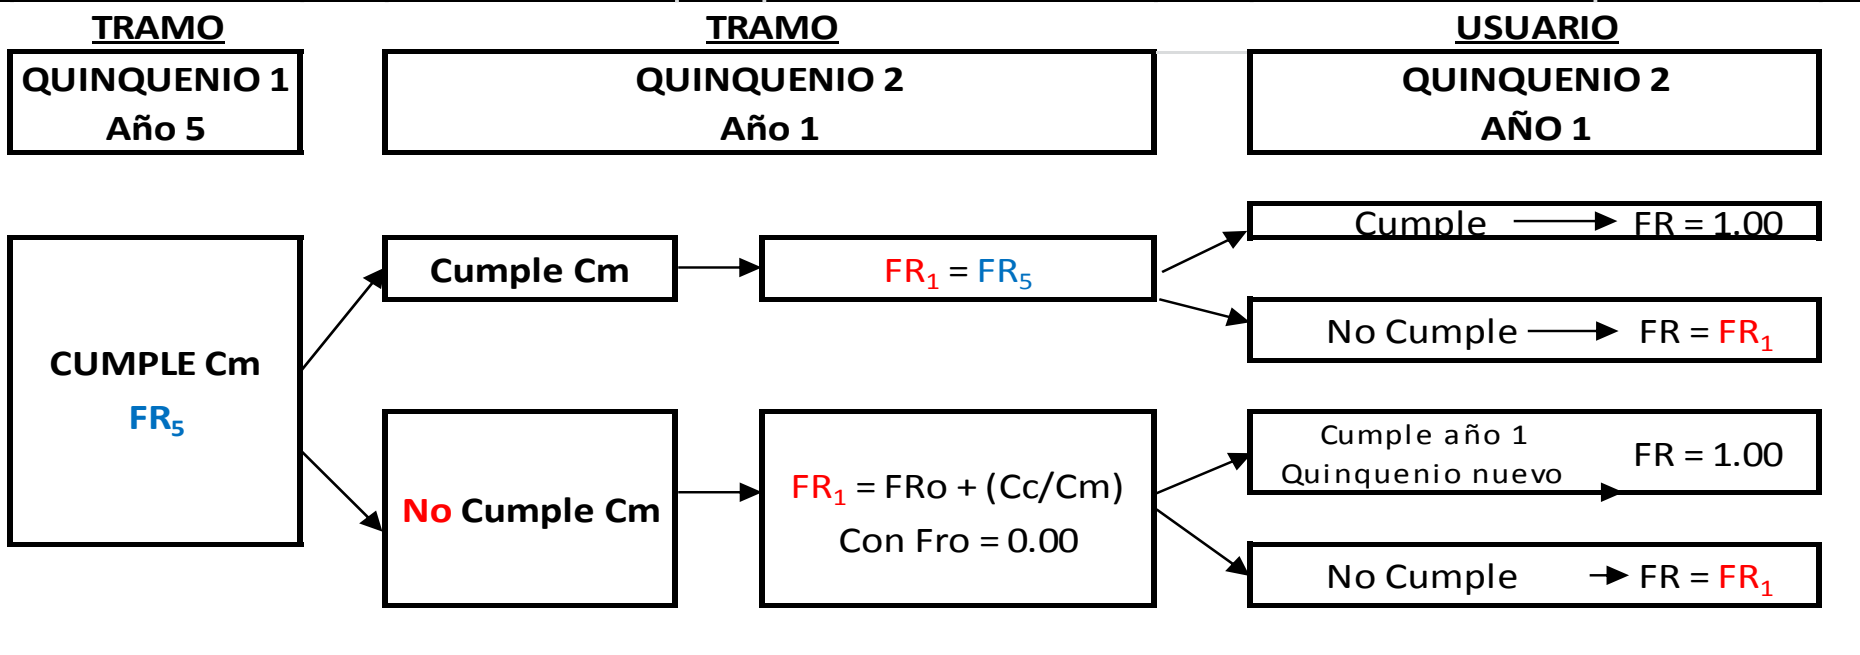 TRAMO
TRAMO
USUARIO
QUINQUENIO 1
Año 5
QUINQUENIO 2
Año 1
QUINQUENIO 2
AÑO 1
CUMPLE Cm
FR₅
Cumple Cm
FR₁ = FR₅
Cumple FR = 1.00
No Cumple FR = FR₁
No Cumple Cm
FR₁ = FRo + (Cc/Cm)
Con Fro = 0.00
Cumple año 1
Quinquenio nuevo
FR = 1.00
No Cumple FR = FR₁